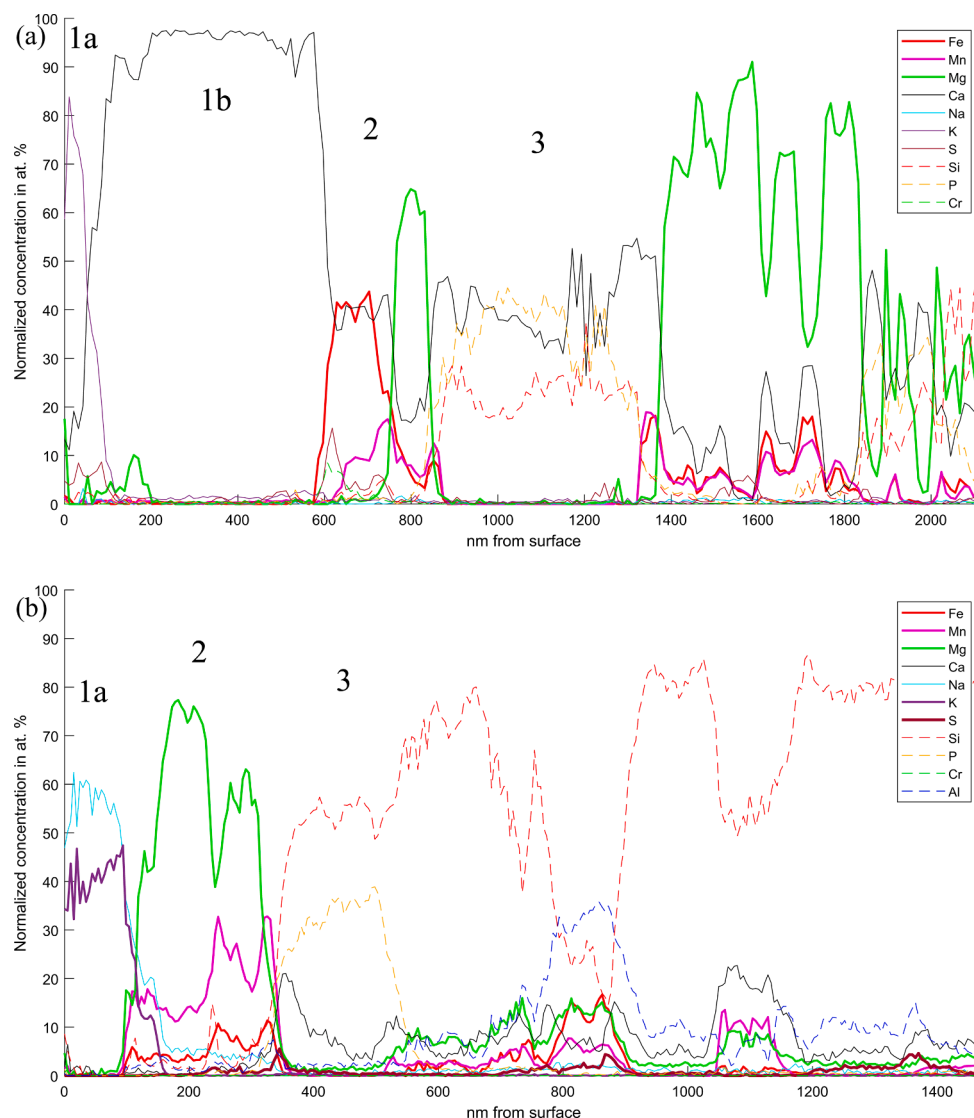 (a)
1a
1b
2
3
Normalized concentration in at. %
100
90
80
70
60
50
40
30
20
10
0
0 200 400 600 800 1000 1200 1400 1600 1800 2000
nm from surface
Fe
Mn
Mg
Ca
Na
K
S
Si
P
Cr
(b)
1a
2
3
Normalized concentration in at. %
100
90
80
70
60
50
40
30
20
10
0
0 200 400 600 800 1000 1200 1400
nm from surface
Fe
Mn
Mg
Ca
Na
K
S
Si
P
Cr
Al